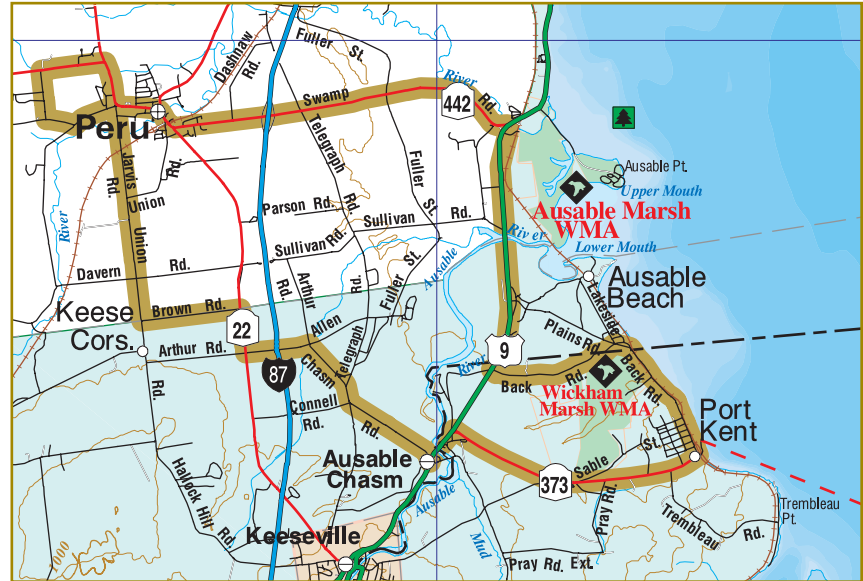 Fuller St.
Dashnaw
Rd.
River
Swamp
442
Rd.
Peru
Telegraph
Rd.
Fuller
St.
Jarvis
Rd.
Union
Union
Rd.
River
Parson Rd.
Sullivan
Rd.
Sullivan Rd.
Ausable Pt.
Upper Mouth
Ausable Marsh
WMA
River
Lower Mouth
Ausable
Davern Rd.
Arthur
Rd.
Rd.
Fuller St.
Ausable
Beach
Lakeside
Keese
Cors.
Brown Rd.
22
Allen
Arthur Rd.
Chasm
Telegraph
Rd.
87
9
Plains Rd.
River
Back Rd.
Back Rd.
Wickham
Marsh WMA
Connell
Rd.
Rd.
Port
Kent
Rd.
Ausable
Chasm
Sable St.
373
Hallock Hill Rd.
Ausable
Pray Rd.
Trembleau
Rd.
Trembleau
Pt.
Keeseville
Mud
Pray Rd. Ext.
1000